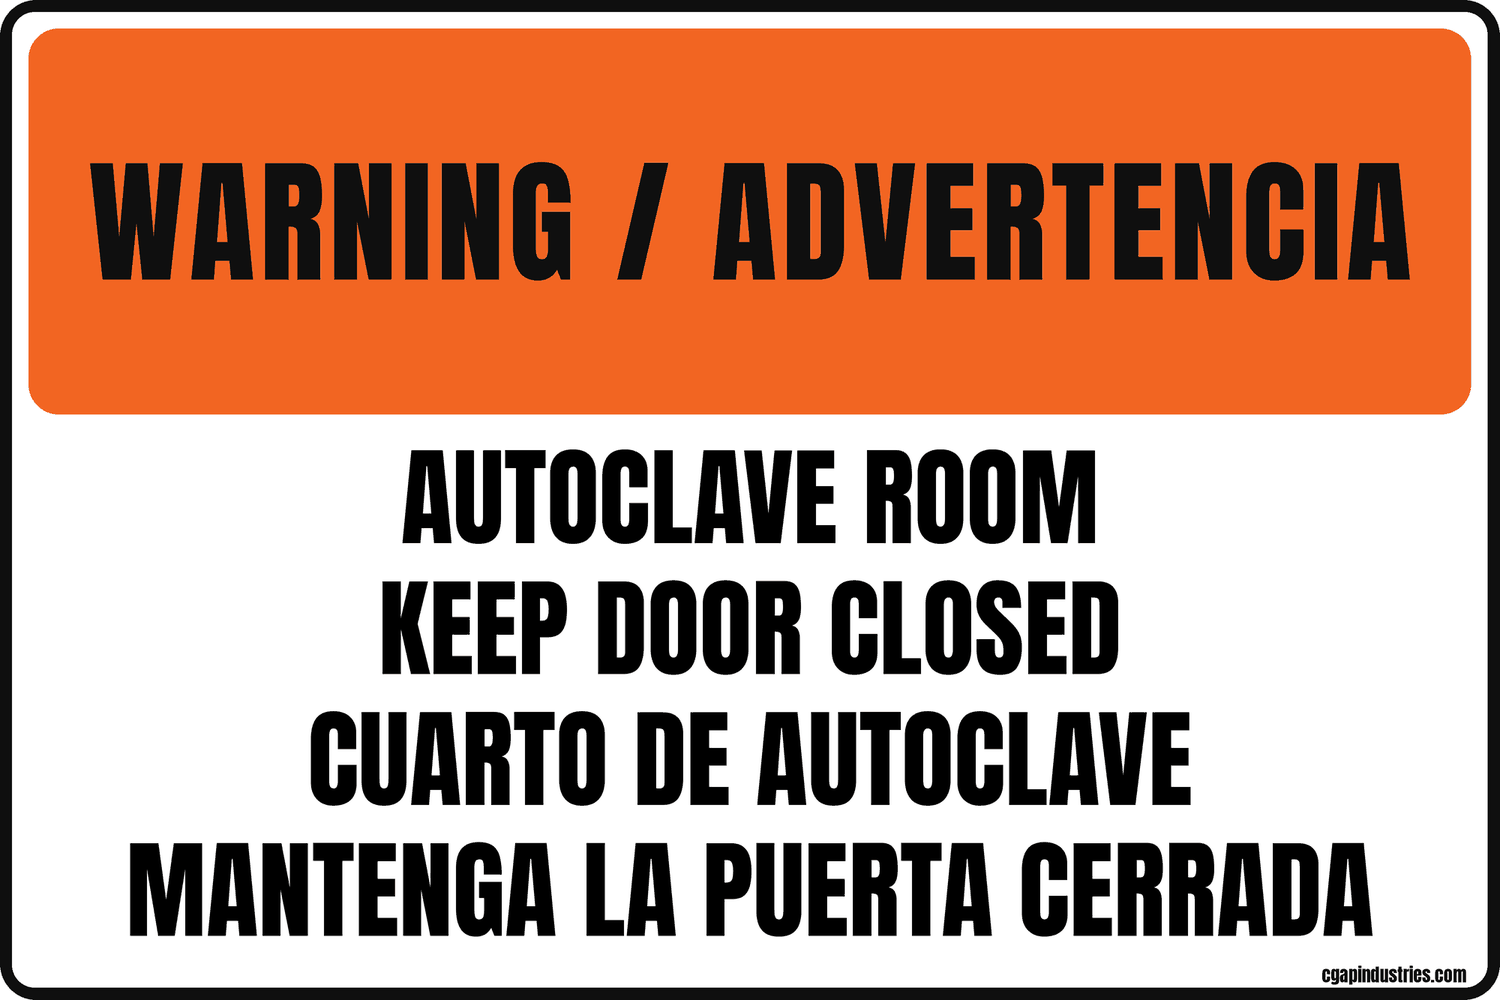 WARNING / ADVERTENCIA
AUTOCLAVE ROOM
KEEP DOOR CLOSED
CUARTO DE AUTOCLAVE
MANTENGA LA PUERTA CERRADA
cgapindustries.com